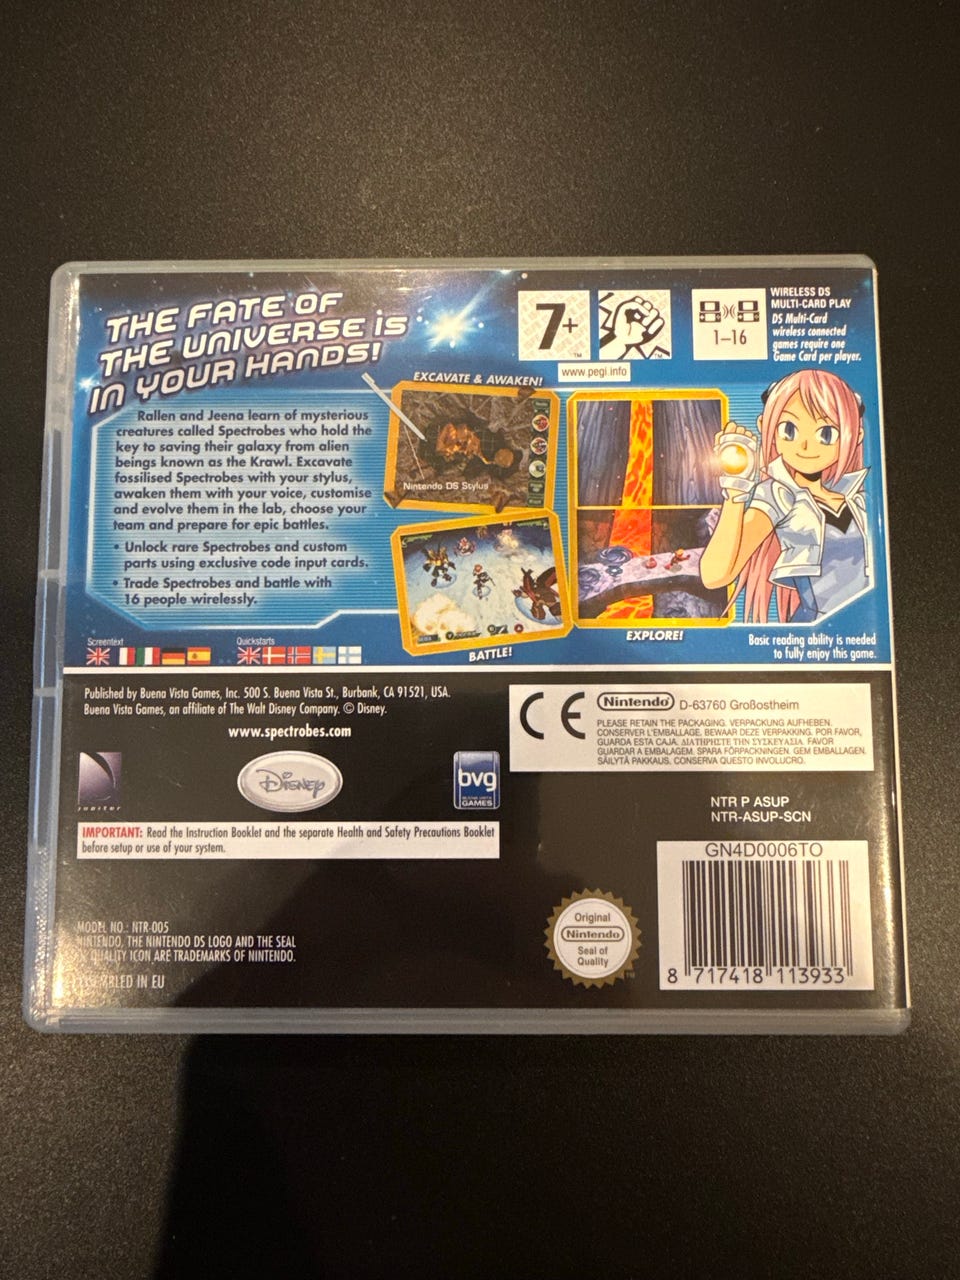 THE FATE OF
THE UNIVERSE iS
IN YOUR HANDS!
Rallen and Jeena learn of mysterious
creatures called Spectrobes who hold the
key to saving their galaxy from alien
beings known as the Krawl. Excavate
fossilised Spectrobes with your stylus,
awaken them with your voice, customise
and evolve them in the lab, choose your
team and prepare for epic battles.
• Unlock rare Spectrobes and custom
parts using exclusive code input cards.
• Trade Spectrobes and battle with
16 people wirelessly.
7+
www.pegi.info
1–16
WIRELESS DS
MULTI-CARD PLAY
DS Multi-Card
wireless connected
games require one
Game Card per player.
EXCAVATE & AWAKEN!
Nintendo DS Stylus
BATTLE!
EXPLORE!
Basic reading ability is needed
to fully enjoy this game.
Screentext
Quickstarts
Published by Buena Vista Games, Inc. 500 S. Buena Vista St., Burbank, CA 91521, USA.
Buena Vista Games, an affiliate of The Walt Disney Company. © Disney.
www.spectrobes.com
jupiter
Disney
bvg
BUENA VISTA
GAMES
IMPORTANT: Read the Instruction Booklet and the separate Health and Safety Precautions Booklet
before setup or use of your system.
CE
Nintendo D-63760 Großostheim
PLEASE RETAIN THE PACKAGING. VERPACKUNG AUFHEBEN.
CONSERVER L'EMBALLAGE. BEWAAR DEZE VERPAKKING. POR FAVOR,
GUARDA ESTA CAJA. ΔΙΑΤΗΡΗΣΤΕ ΤΗΝ ΣΥΣΚΕΥΑΣΙΑ. FAVOR
GUARDAR A EMBALAGEM. SPARA FÖRPACKNINGEN. GEM EMBALLAGEN.
SÄILYTÄ PAKKAUS. CONSERVA QUESTO INVOLUCRO.
NTR P ASUP
NTR-ASUP-SCN
GN4D0006TO
8 717418 113933
Original
Nintendo
Seal of
Quality
TM
MODEL NO.: NTR-005
NINTENDO, THE NINTENDO DS LOGO AND THE SEAL
QUALITY ICON ARE TRADEMARKS OF NINTENDO.
IN EU